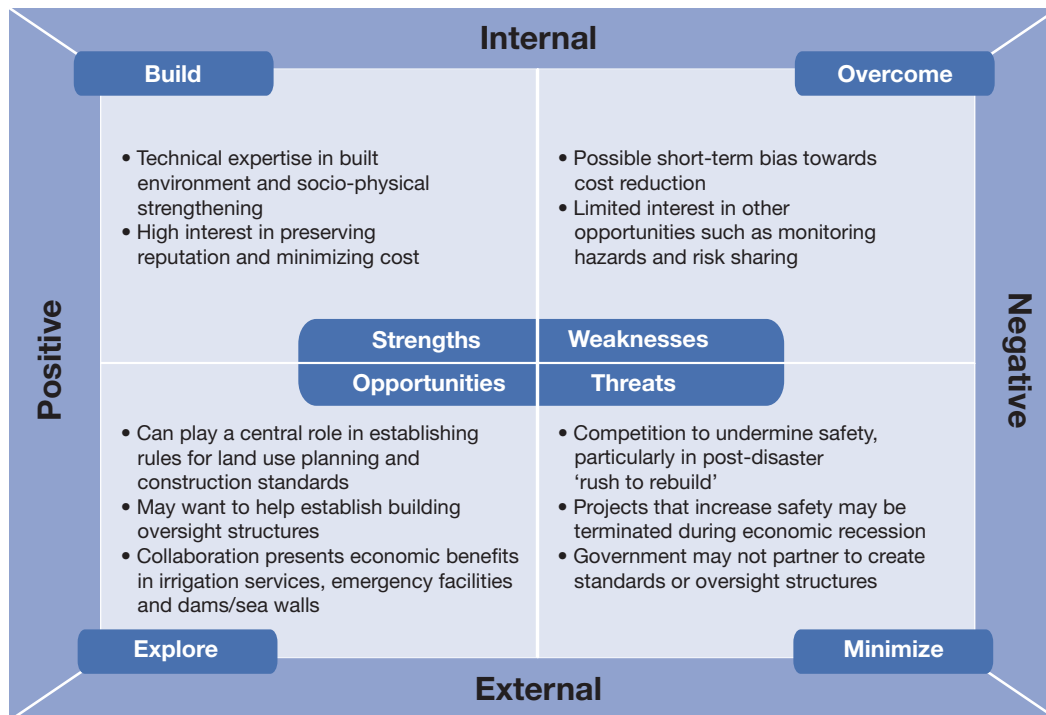 Internal
Build
Overcome
Positive
Negative
• Technical expertise in built
environment and socio-physical
strengthening
• High interest in preserving
reputation and minimizing cost
• Possible short-term bias towards
cost reduction
• Limited interest in other
opportunities such as monitoring
hazards and risk sharing
Strengths
Weaknesses
Opportunities
Threats
• Can play a central role in establishing
rules for land use planning and
construction standards
• May want to help establish building
oversight structures
• Collaboration presents economic benefits
in irrigation services, emergency facilities
and dams/sea walls
• Competition to undermine safety,
particularly in post-disaster
‘rush to rebuild’
• Projects that increase safety may be
terminated during economic recession
• Government may not partner to create
standards or oversight structures
Explore
Minimize
External